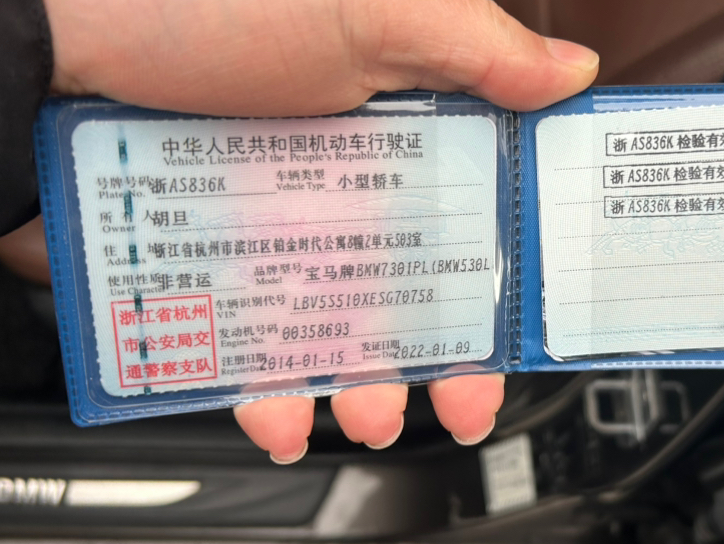 中华人民共和国机动车行驶证
Vehicle License of the People's Republic of China
号牌号码 浙AS836K 车辆类型 小型轿车
Plate No. Vehicle Type
所有人 胡旦
Owner
住址 浙江省杭州市滨江区铂金时代公寓8幢2单元503室
Address
使用性质 非营运 品牌型号 宝马牌BMW7301PL(BMW530L
Use Character Model
浙江省杭州
市公安局交
通警察支队
车辆识别代号 LBV5S510XESG70758
VIN
发动机号码 00358693
Engine No.
注册日期 2014-01-15 发证日期 2022-01-09
Register Date Issue Date
浙AS836K 检验有效
浙AS836K 检验有效
浙AS836K 检验有效
BMW